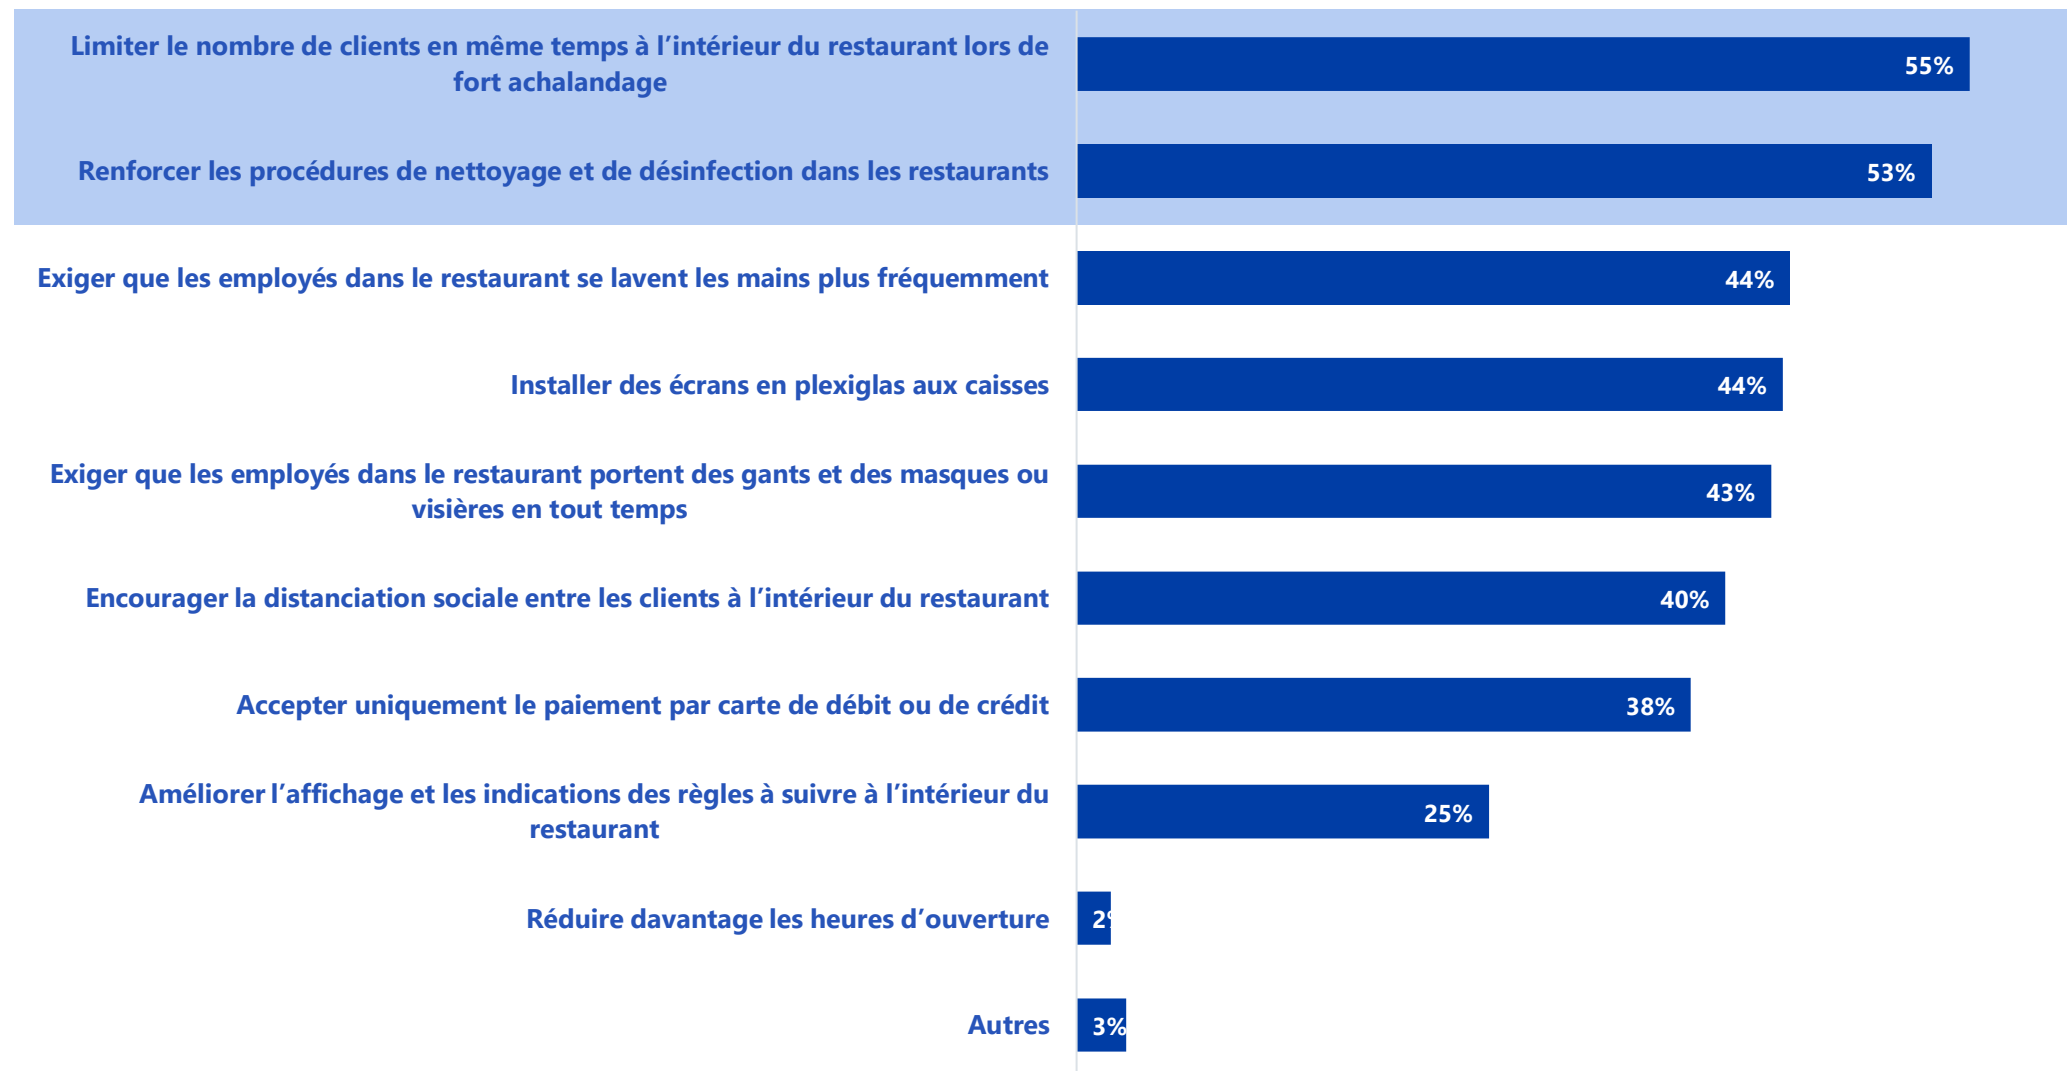 Limiter le nombre de clients en même temps à l’intérieur du restaurant lors de
fort achalandage
55%
Renforcer les procédures de nettoyage et de désinfection dans les restaurants
53%
Exiger que les employés dans le restaurant se lavent les mains plus fréquemment
44%
Installer des écrans en plexiglas aux caisses
44%
Exiger que les employés dans le restaurant portent des gants et des masques ou
visières en tout temps
43%
Encourager la distanciation sociale entre les clients à l’intérieur du restaurant
40%
Accepter uniquement le paiement par carte de débit ou de crédit
38%
Améliorer l’affichage et les indications des règles à suivre à l’intérieur du
restaurant
25%
Réduire davantage les heures d’ouverture
2%
Autres
3%